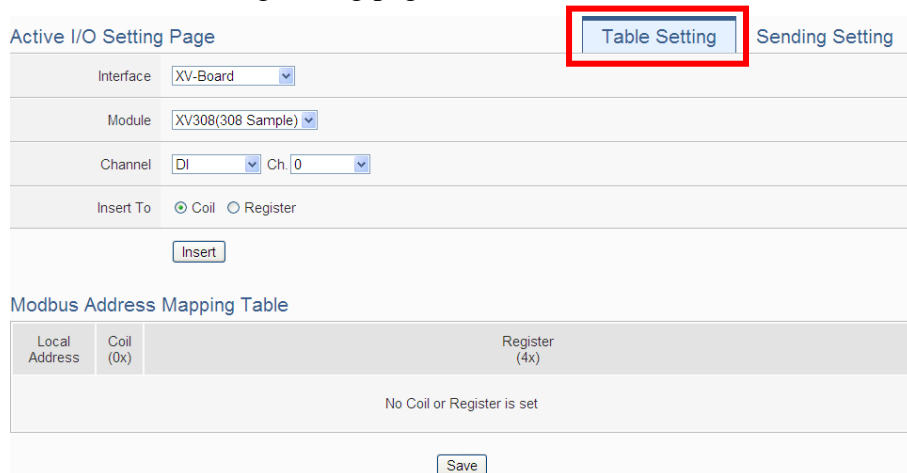 Active I/O Setting Page
Table Setting
Sending Setting
Interface XV-Board
Module XV308(308 Sample)
Channel DI Ch. 0
Insert To Coil Register
Insert
Modbus Address Mapping Table
Local Address
Coil (0x)
Register (4x)
No Coil or Register is set
Save